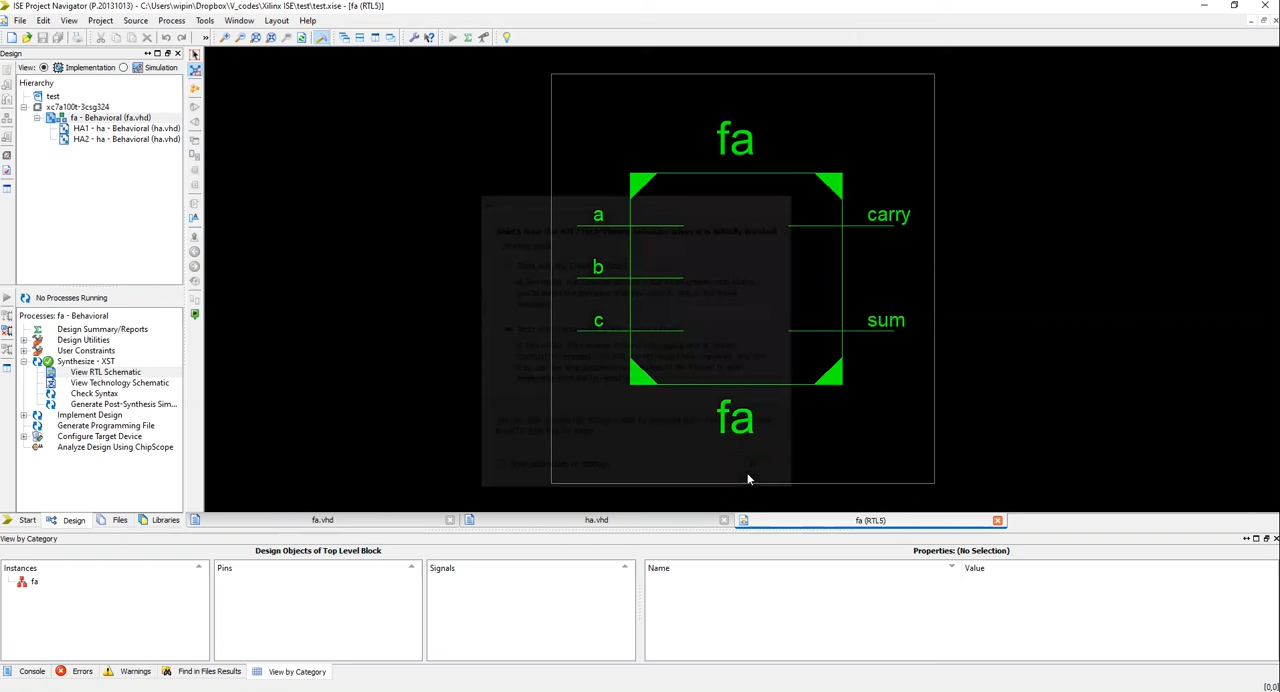 ISE Project Navigator (P.20131013) - C:\Users\wipin\Dropbox\V_codes\Xilinx ISE\test\test.xise - [fa (RTL5)]
File Edit View Project Source Process Tools Window Layout Help
Design
View: Implementation Simulation
Hierarchy
test
xc7a100t-3csg324
fa - Behavioral (fa.vhd)
HA1 - ha - Behavioral (ha.vhd)
HA2 - ha - Behavioral (ha.vhd)
No Processes Running
Processes: fa - Behavioral
Design Summary/Reports
Design Utilities
User Constraints
Synthesize - XST
View RTL Schematic
View Technology Schematic
Check Syntax
Generate Post-Synthesis Sim...
Implement Design
Generate Programming File
Configure Target Device
Analyze Design Using ChipScope
fa
a
b
c
carry
sum
fa
Start Design Files Libraries
fa.vhd ha.vhd fa (RTL5)
View by Category
Design Objects of Top Level Block
Properties: (No Selection)
Instances Pins Signals Name Value
fa
Console Errors Warnings Find in Files Results View by Category
[0,0]